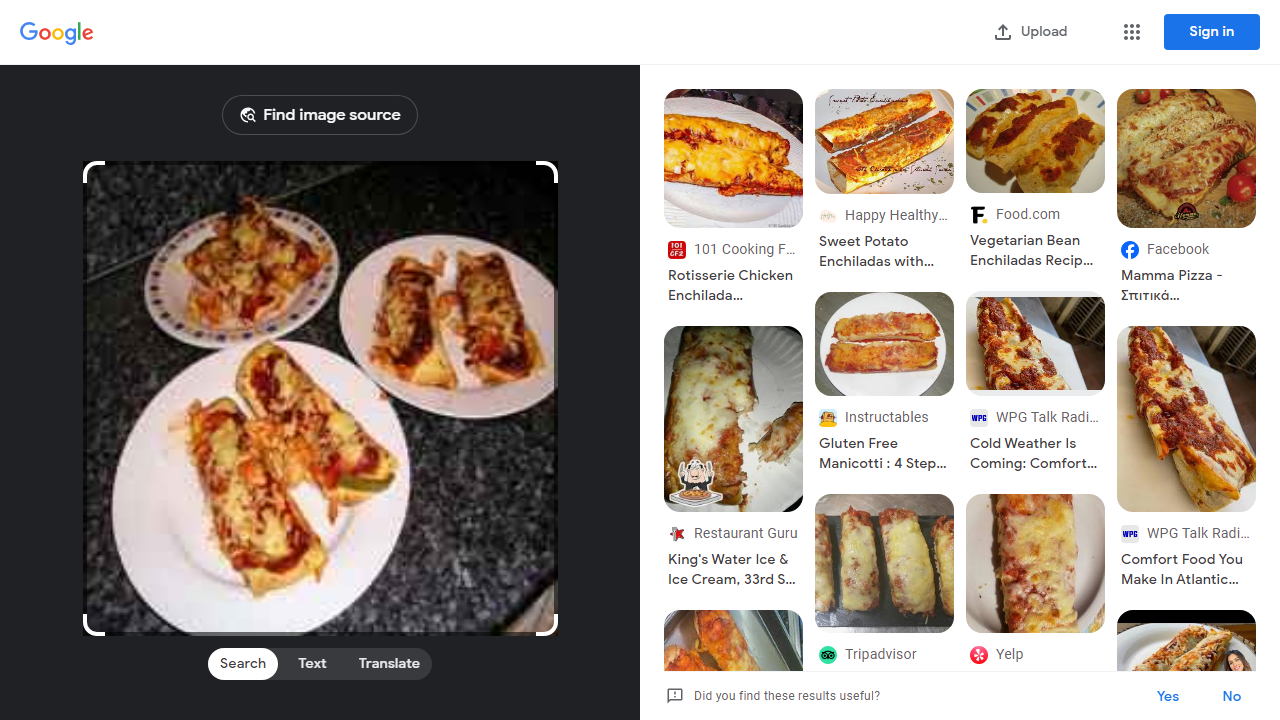 Google
Upload
Sign in
Find image source
Search
Text
Translate
101 Cooking F...
Rotisserie Chicken
Enchilada...
Happy Healthy...
Sweet Potato
Enchiladas with...
Food.com
Vegetarian Bean
Enchiladas Recip...
Facebook
Mamma Pizza -
Σπιτικά...
Restaurant Guru
King's Water Ice &
Ice Cream, 33rd S...
Instructables
Gluten Free
Manicotti : 4 Step...
WPG Talk Radi...
Cold Weather Is
Coming: Comfort...
WPG Talk Radi...
Comfort Food You
Make In Atlantic...
Tripadvisor
Yelp
Did you find these results useful?
Yes
No